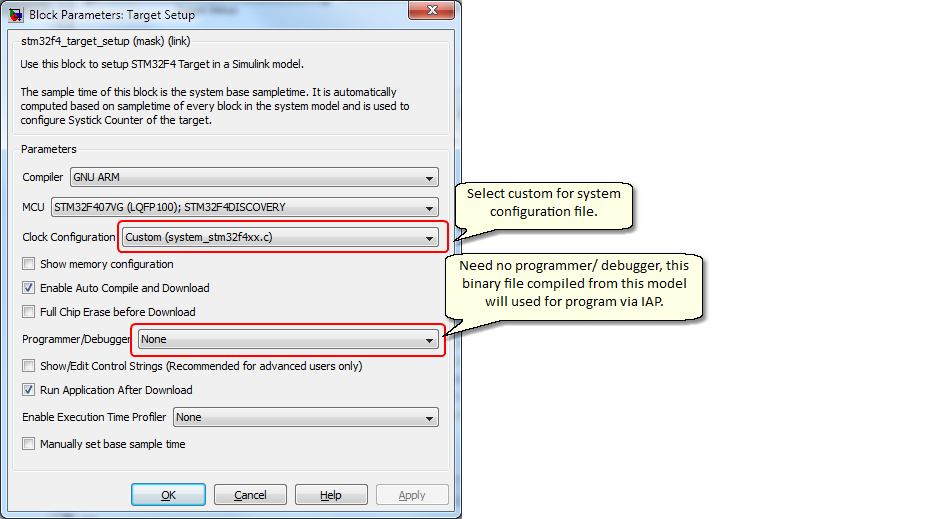 Block Parameters: Target Setup
stm32f4_target_setup (mask) (link)
Use this block to setup STM32F4 Target in a Simulink model.
The sample time of this block is the system base sampletime. It is automatically
computed based on sampletime of every block in the system model and is used to
configure Systick Counter of the target.
Parameters
Compiler GNU ARM
MCU STM32F407VG (LQFP100); STM32F4DISCOVERY
Clock Configuration Custom (system_stm32f4xx.c)
Select custom for system
configuration file.
Show memory configuration
Enable Auto Compile and Download
Full Chip Erase before Download
Need no programmer/ debugger, this
binary file compiled from this model
will used for program via IAP.
Programmer/Debugger None
Show/Edit Control Strings (Recommended for advanced users only)
Run Application After Download
Enable Execution Time Profiler None
Manually set base sample time
OK Cancel Help Apply